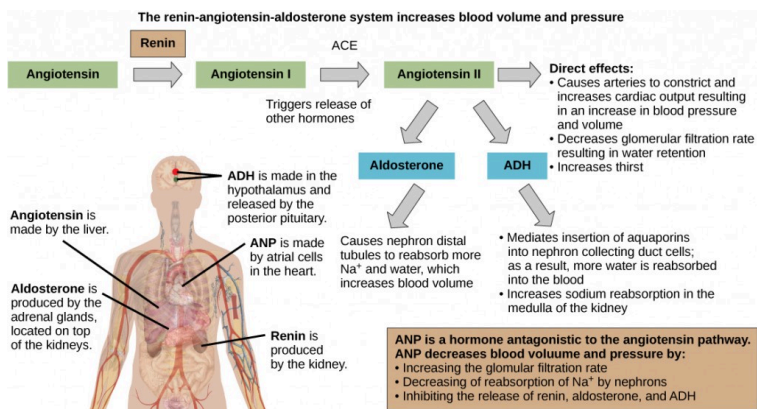 The renin-angiotensin-aldosterone system increases blood volume and pressure
Renin
ACE
Angiotensin
Angiotensin I
Angiotensin II
Triggers release of
other hormones
Direct effects:
• Causes arteries to constrict and
increases cardiac output resulting
in an increase in blood pressure
and volume
• Decreases glomerular filtration rate
resulting in water retention
• Increases thirst
Aldosterone
ADH
Causes nephron distal
tubules to reabsorb more
Na⁺ and water, which
increases blood volume
• Mediates insertion of aquaporins
into nephron collecting duct cells;
as a result, more water is reabsorbed
into the blood
• Increases sodium reabsorption in the
medulla of the kidney
ADH is made in the
hypothalamus and
released by the
posterior pituitary.
Angiotensin is
made by the liver.
ANP is made
by atrial cells
in the heart.
Aldosterone is
produced by the
adrenal glands,
located on top
of the kidneys.
Renin is
produced
by the kidney.
ANP is a hormone antagonistic to the angiotensin pathway.
ANP decreases blood voluume and pressure by:
• Increasing the glomular filtration rate
• Decreasing of reabsorption of Na⁺ by nephrons
• Inhibiting the release of renin, aldosterone, and ADH